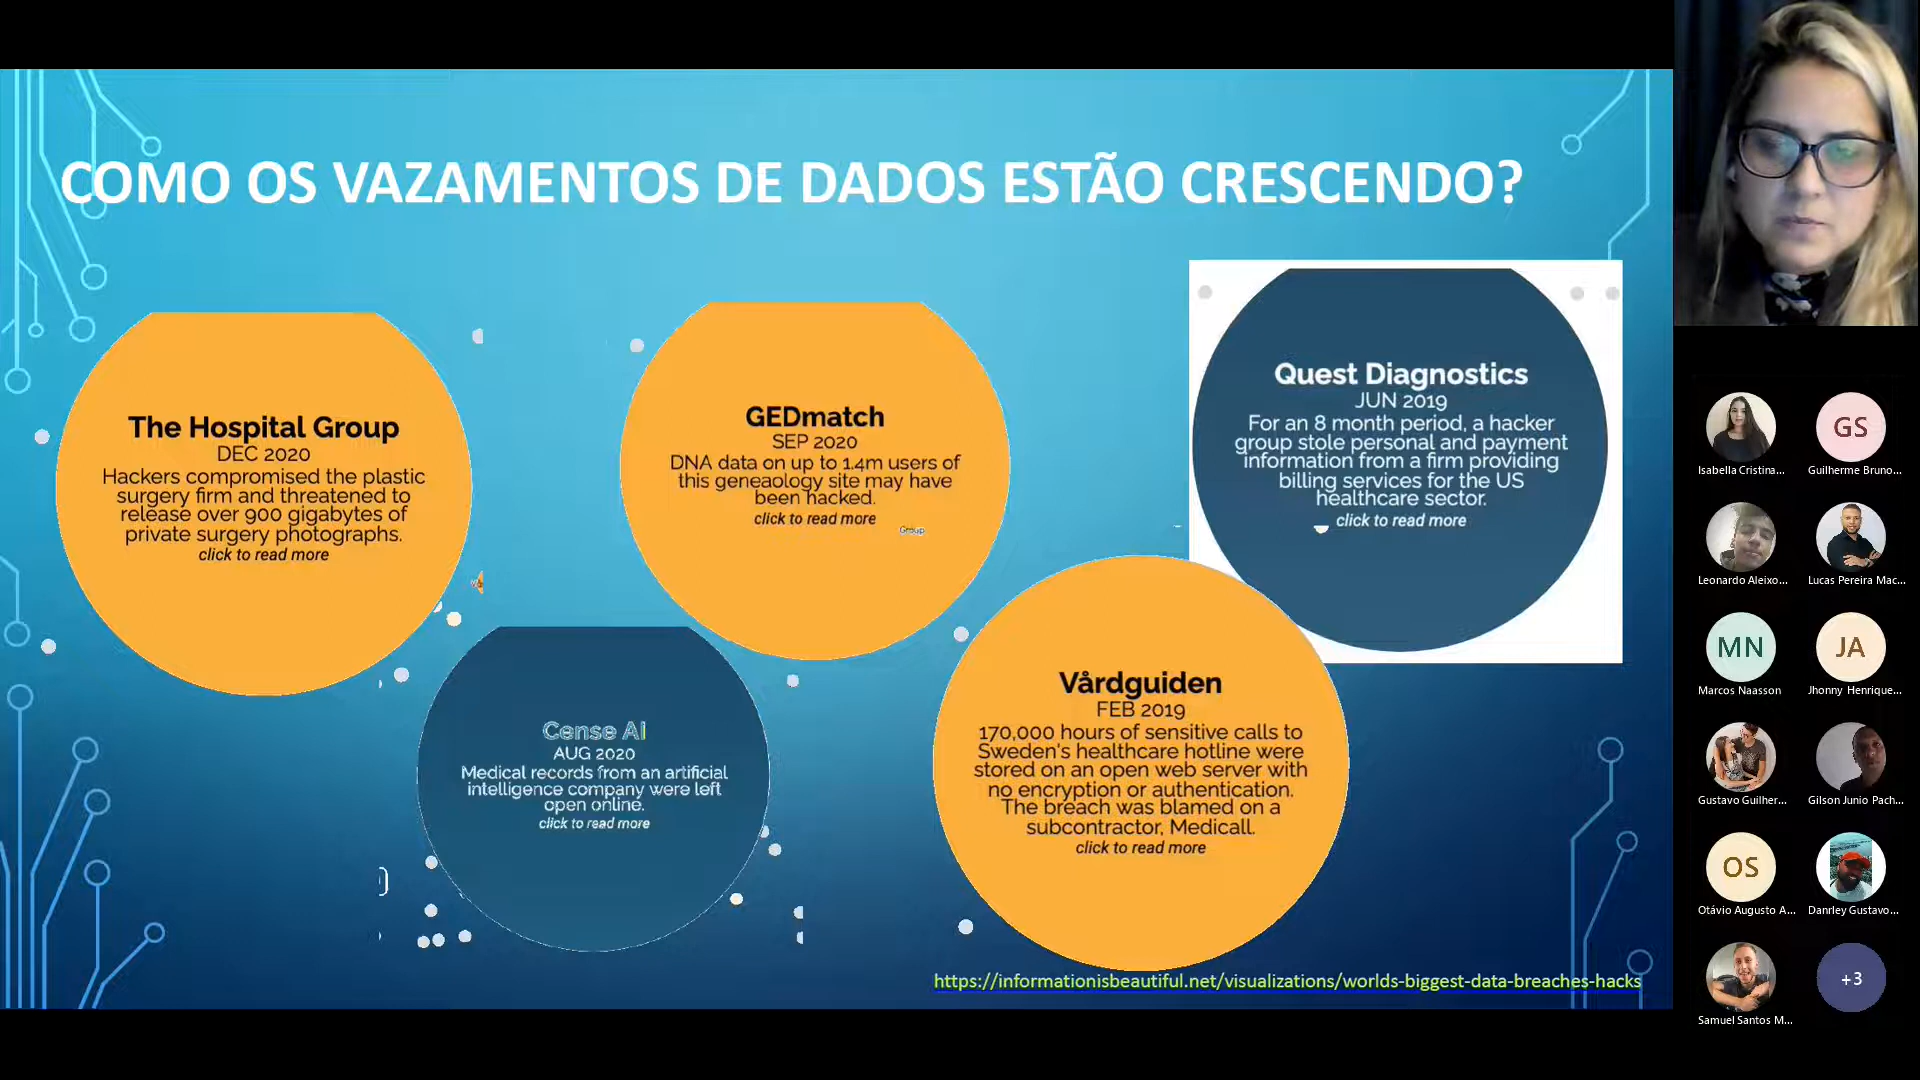 COMO OS VAZAMENTOS DE DADOS ESTÃO CRESCENDO?
The Hospital Group
DEC 2020
Hackers compromised the plastic
surgery firm and threatened to
release over 900 gigabytes of
private surgery photographs.
click to read more
GEDmatch
SEP 2020
DNA data on up to 1.4m users of
this geneaology site may have
been hacked.
click to read more
Group
Quest Diagnostics
JUN 2019
For an 8 month period, a hacker
group stole personal and payment
information from a firm providing
billing services for the US
healthcare sector.
click to read more
Cense AI
AUG 2020
Medical records from an artificial
intelligence company were left
open online.
click to read more
Vårdguiden
FEB 2019
170,000 hours of sensitive calls to
Sweden's healthcare hotline were
stored on an open web server with
no encryption or authentication.
The breach was blamed on a
subcontractor, Medicall.
click to read more
https://informationisbeautiful.net/visualizations/worlds-biggest-data-breaches-hacks
GS
Isabella Cristina...
Guilherme Bruno...
Leonardo Aleixo...
Lucas Pereira Mac...
MN
JA
Marcos Naasson
Jhonny Henrique...
Gustavo Guilher...
Gilson Junio Pach...
OS
Otávio Augusto A...
Danrley Gustavo...
Samuel Santos M...
+3